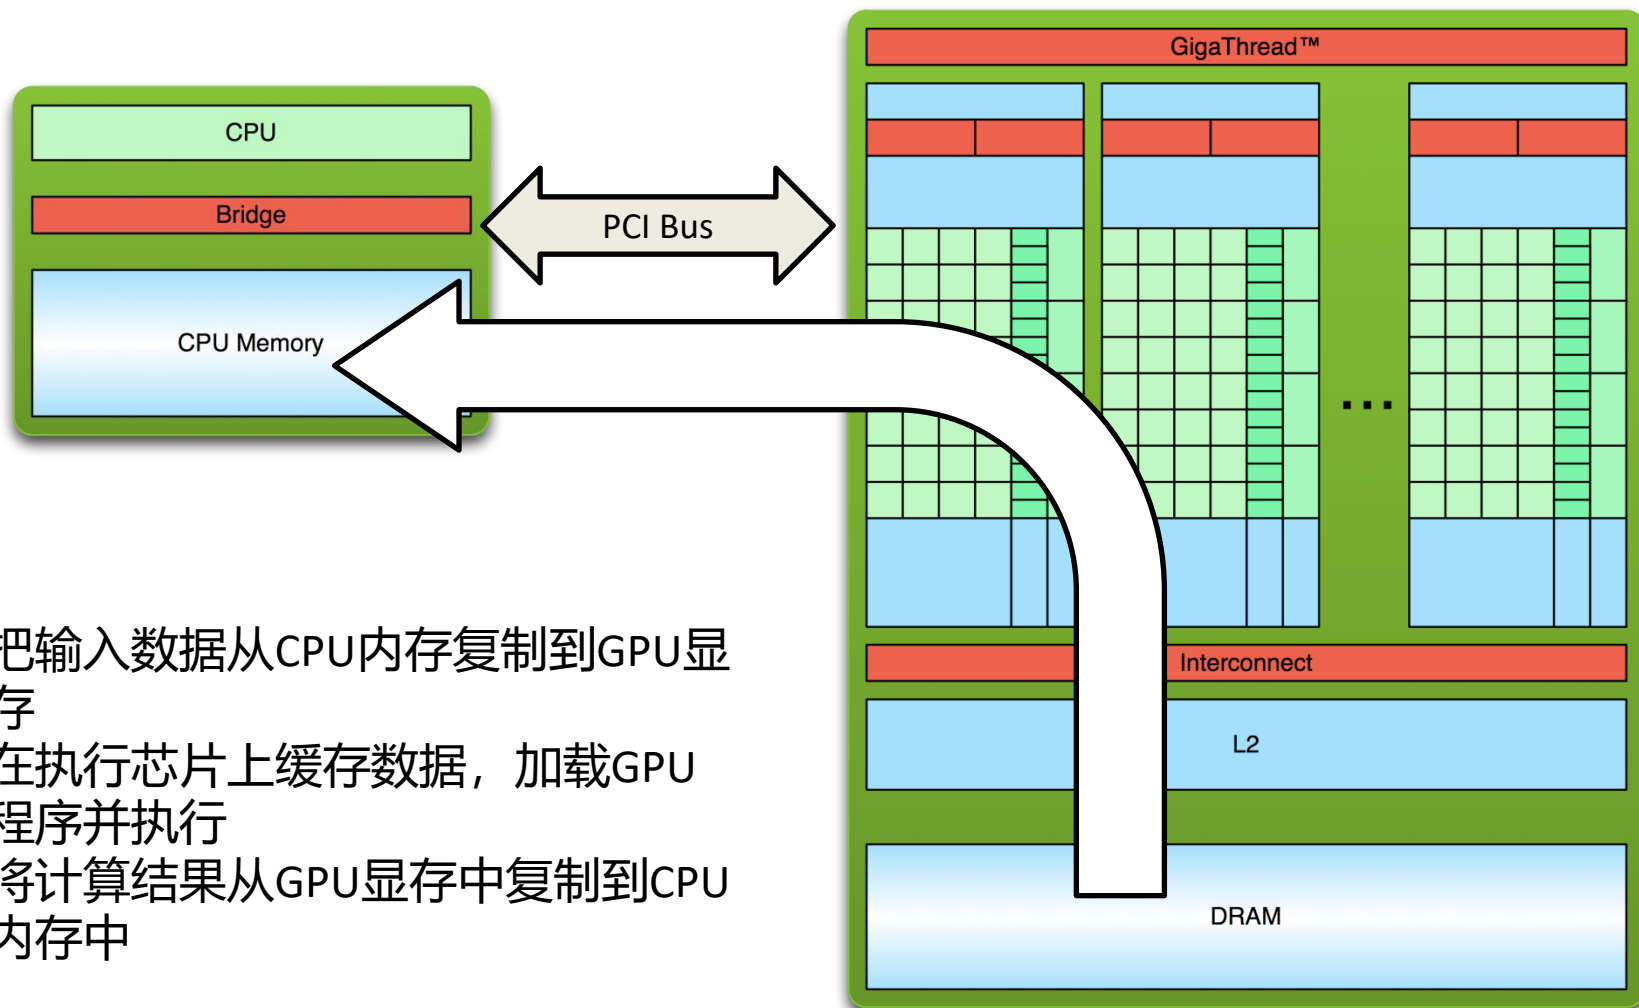 GigaThread™
CPU
Bridge
PCI Bus
CPU Memory
...
把输入数据从CPU内存复制到GPU显
存
在执行芯片上缓存数据，加载GPU
程序并执行
将计算结果从GPU显存中复制到CPU
内存中
Interconnect
L2
DRAM